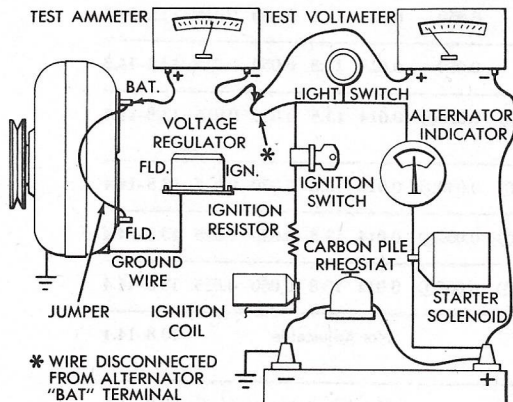 TEST AMMETER
TEST VOLTMETER
+
-
+
-
BAT.
LIGHT SWITCH
VOLTAGE
REGULATOR
*
ALTERNATOR
INDICATOR
FLD.
IGN.
IGNITION
SWITCH
FLD.
IGNITION
RESISTOR
GROUND
WIRE
CARBON PILE
RHEOSTAT
JUMPER
IGNITION
COIL
STARTER
SOLENOID
* WIRE DISCONNECTED
FROM ALTERNATOR
"BAT" TERMINAL
-
+